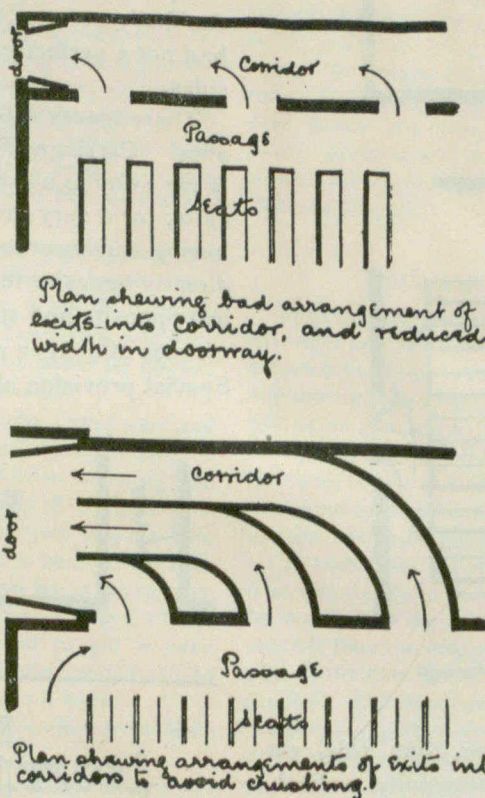 door
Corridor
Passage
Seats
Plan shewing bad arrangement of
exits into corridor, and reduced
width in doorway.
door
Corridor
Passage
Seats
Plan shewing arrangements of Exits int
corridors to avoid crushing.